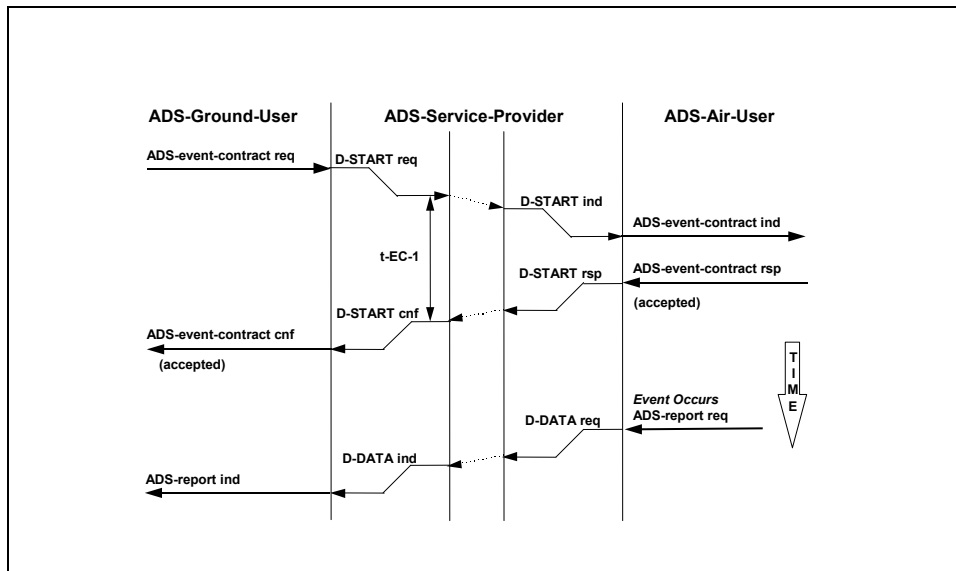 ADS-Ground-User
ADS-Service-Provider
ADS-Air-User
ADS-event-contract req
D-START req
D-START ind
ADS-event-contract ind
t-EC-1
D-START rsp
ADS-event-contract rsp
(accepted)
D-START cnf
ADS-event-contract cnf
(accepted)
TIME
Event Occurs
D-DATA req
ADS-report req
D-DATA ind
ADS-report ind